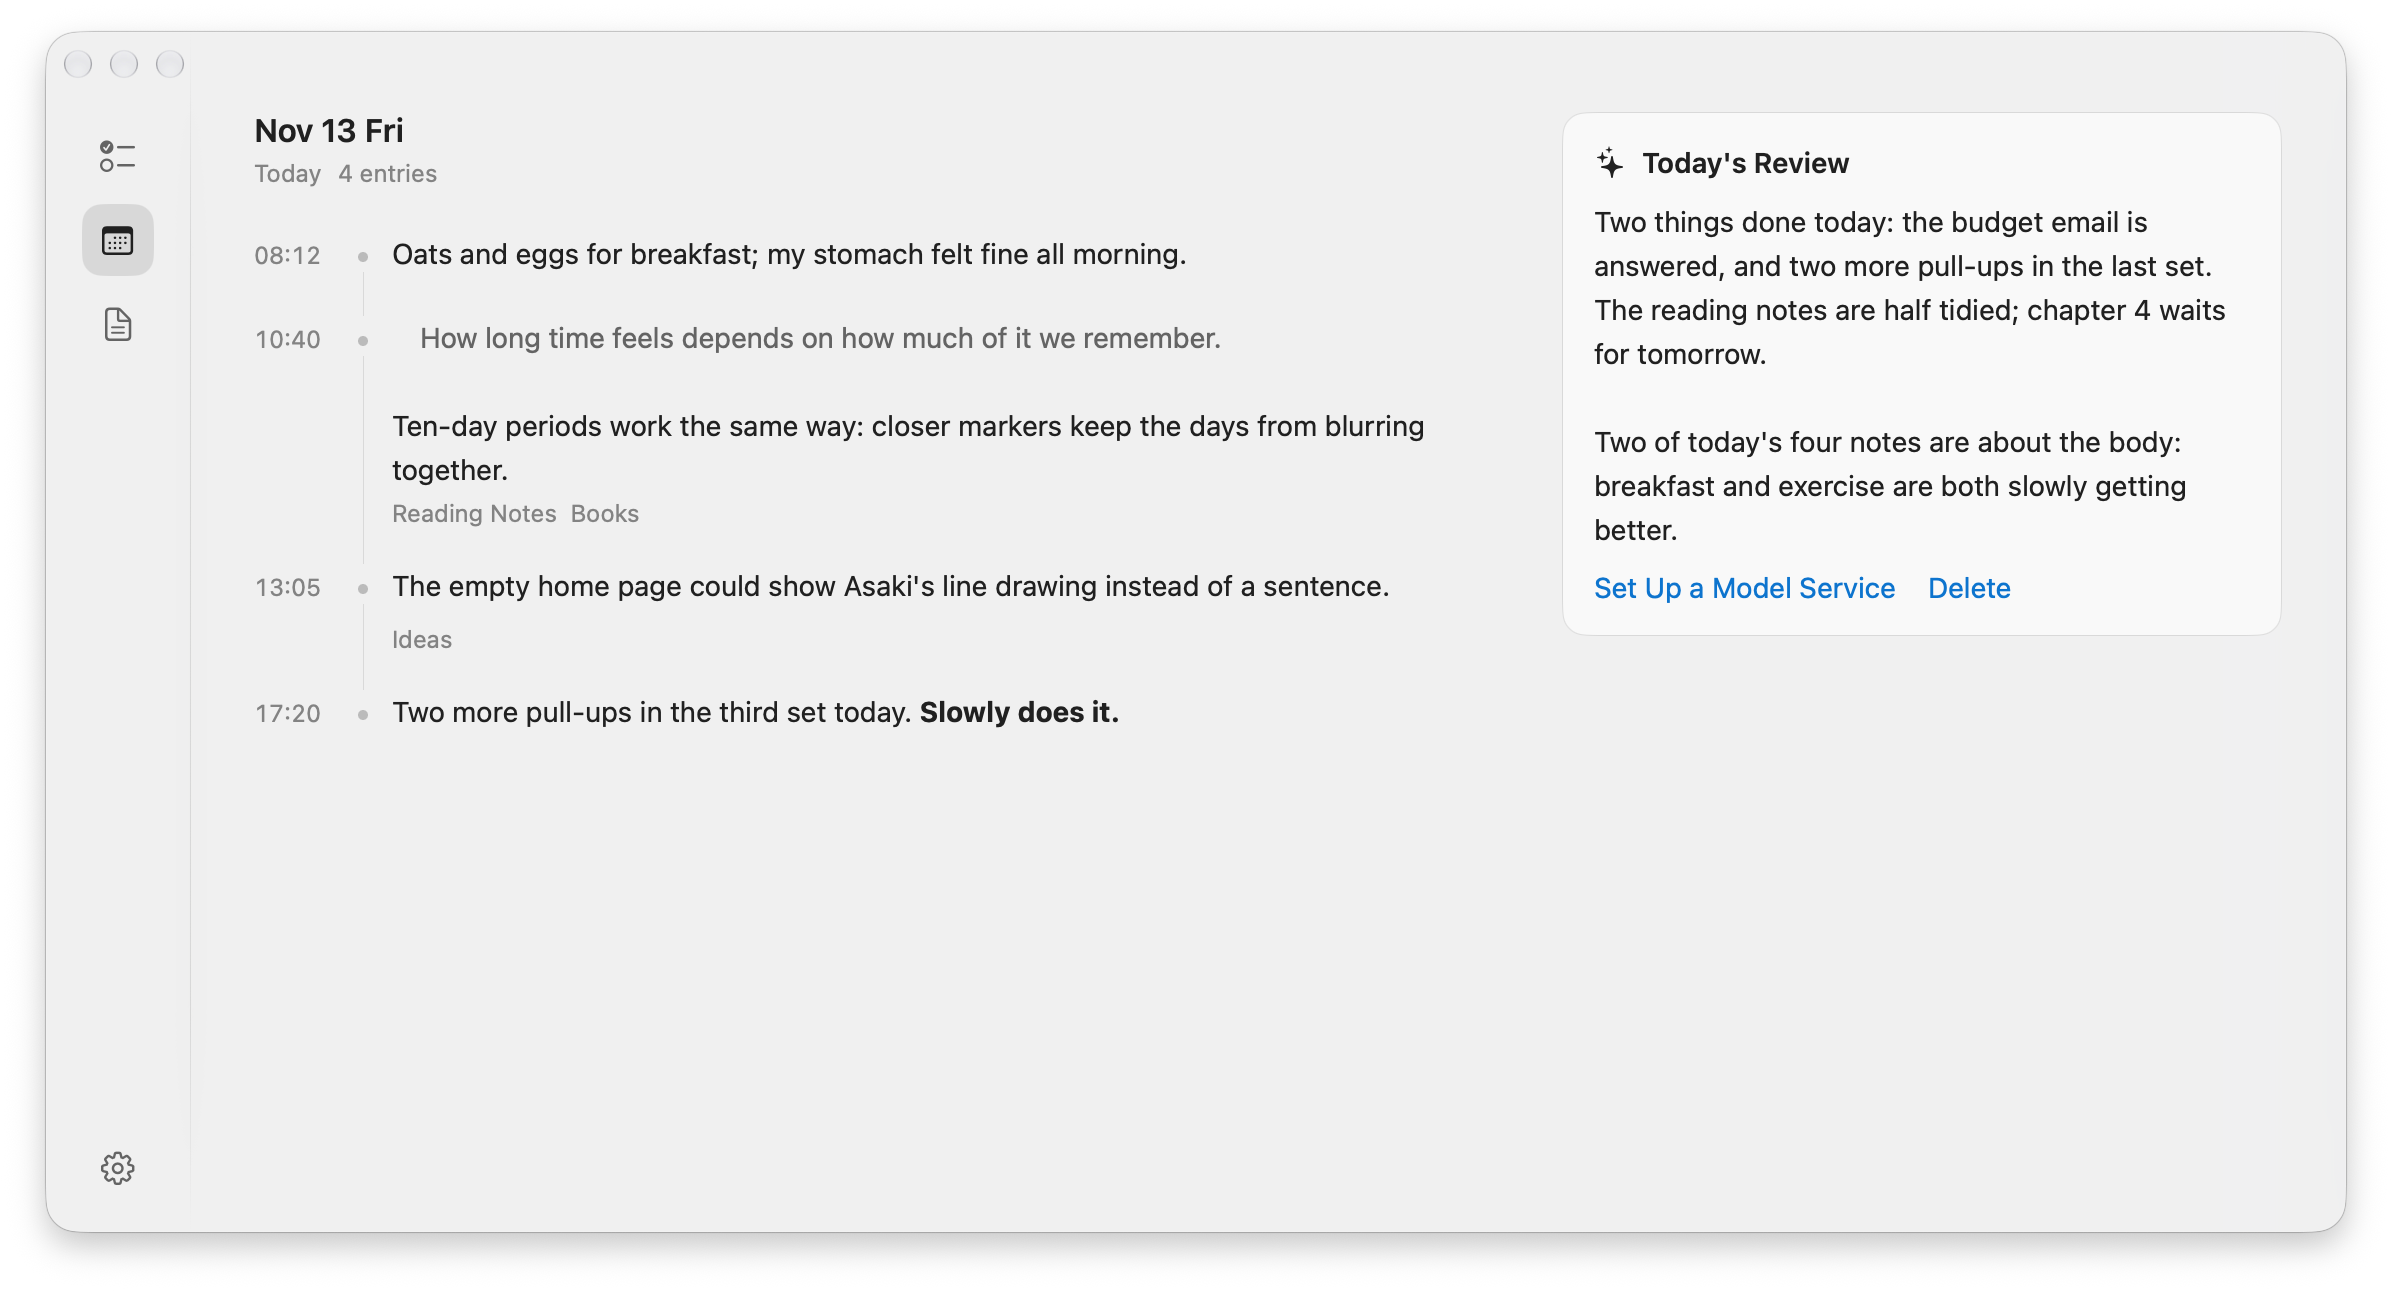 Nov 13 Fri
Today 4 entries
08:12 Oats and eggs for breakfast; my stomach felt fine all morning.
10:40 How long time feels depends on how much of it we remember.
Ten-day periods work the same way: closer markers keep the days from blurring
together.
Reading Notes Books
13:05 The empty home page could show Asaki's line drawing instead of a sentence.
Ideas
17:20 Two more pull-ups in the third set today. Slowly does it.
Today's Review
Two things done today: the budget email is
answered, and two more pull-ups in the last set.
The reading notes are half tidied; chapter 4 waits
for tomorrow.
Two of today's four notes are about the body:
breakfast and exercise are both slowly getting
better.
Set Up a Model Service Delete